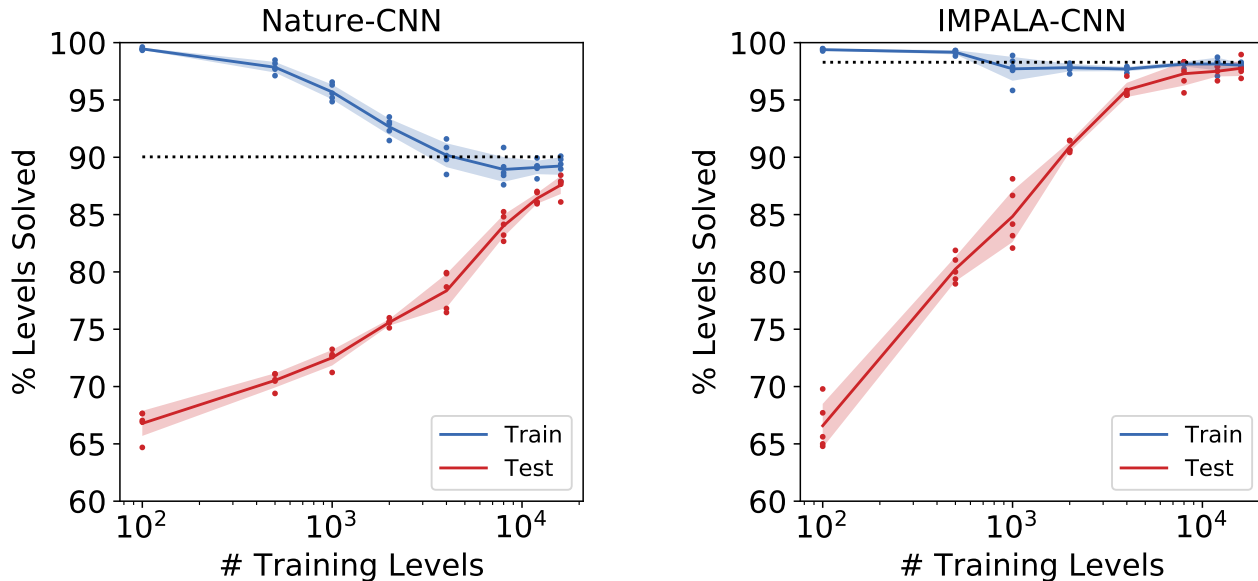 Nature-CNN
100
95
90
85
80
75
70
65
60
% Levels Solved
Train
Test
10²
10³
10⁴
# Training Levels
IMPALA-CNN
100
95
90
85
80
75
70
65
60
% Levels Solved
Train
Test
10²
10³
10⁴
# Training Levels